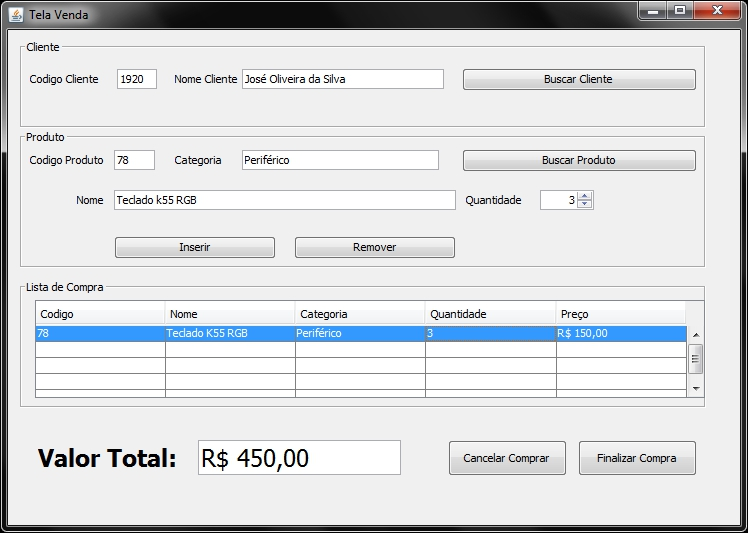 Tela Venda
Cliente
Codigo Cliente 1920 Nome Cliente José Oliveira da Silva Buscar Cliente
Produto
Codigo Produto 78 Categoria Periférico Buscar Produto
Nome Teclado k55 RGB Quantidade 3
Inserir Remover
Lista de Compra
Codigo Nome Categoria Quantidade Preço
78 Teclado K55 RGB Periférico 3 R$ 150,00
Valor Total: R$ 450,00 Cancelar Comprar Finalizar Compra